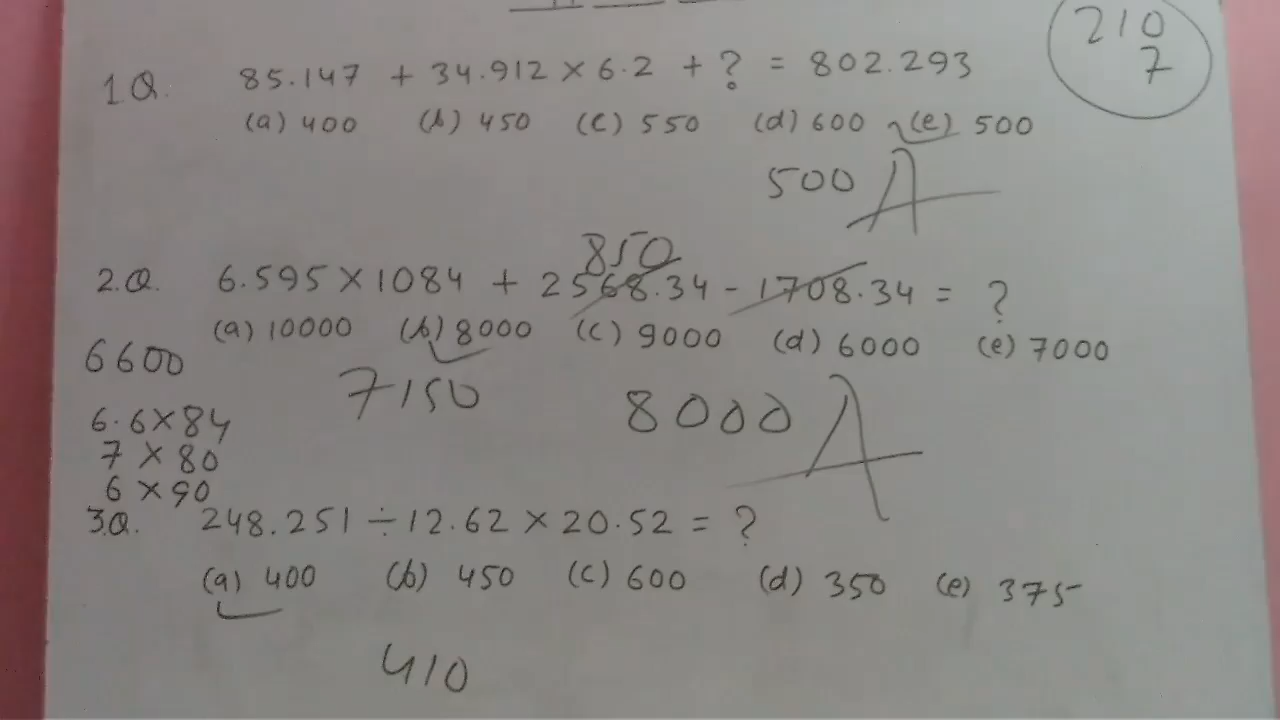 210
7
1Q. 85.147 + 34.912 × 6.2 + ? = 802.293
(a) 400 (b) 450 (c) 550 (d) 600 (e) 500
500 A
850
2.Q. 6.595 × 1084 + 2568.34 - 1708.34 = ?
(a) 10000 (b) 8000 (c) 9000 (d) 6000 (e) 7000
6600
7150 8000 A
6.6 × 84
7 × 80
6 × 90
3.Q. 248.251 ÷ 12.62 × 20.52 = ?
(a) 400 (b) 450 (c) 600 (d) 350 (e) 375
410